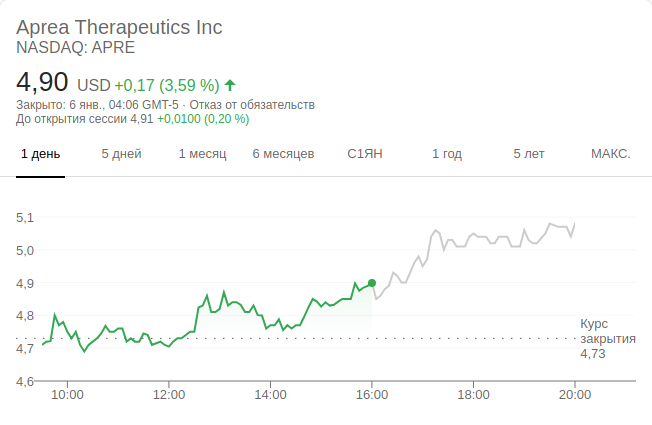 Aprea Therapeutics Inc
NASDAQ: APRE
4,90 USD +0,17 (3,59 %)
Закрыто: 6 янв., 04:06 GMT-5 · Отказ от обязательств
До открытия сессии 4,91 +0,0100 (0,20 %)
1 день 5 дней 1 месяц 6 месяцев С1ЯН 1 год 5 лет МАКС.
5,1
5,0
4,9
4,8
Курс
закрытия
4,73
4,7
4,6
10:00 12:00 14:00 16:00 18:00 20:00